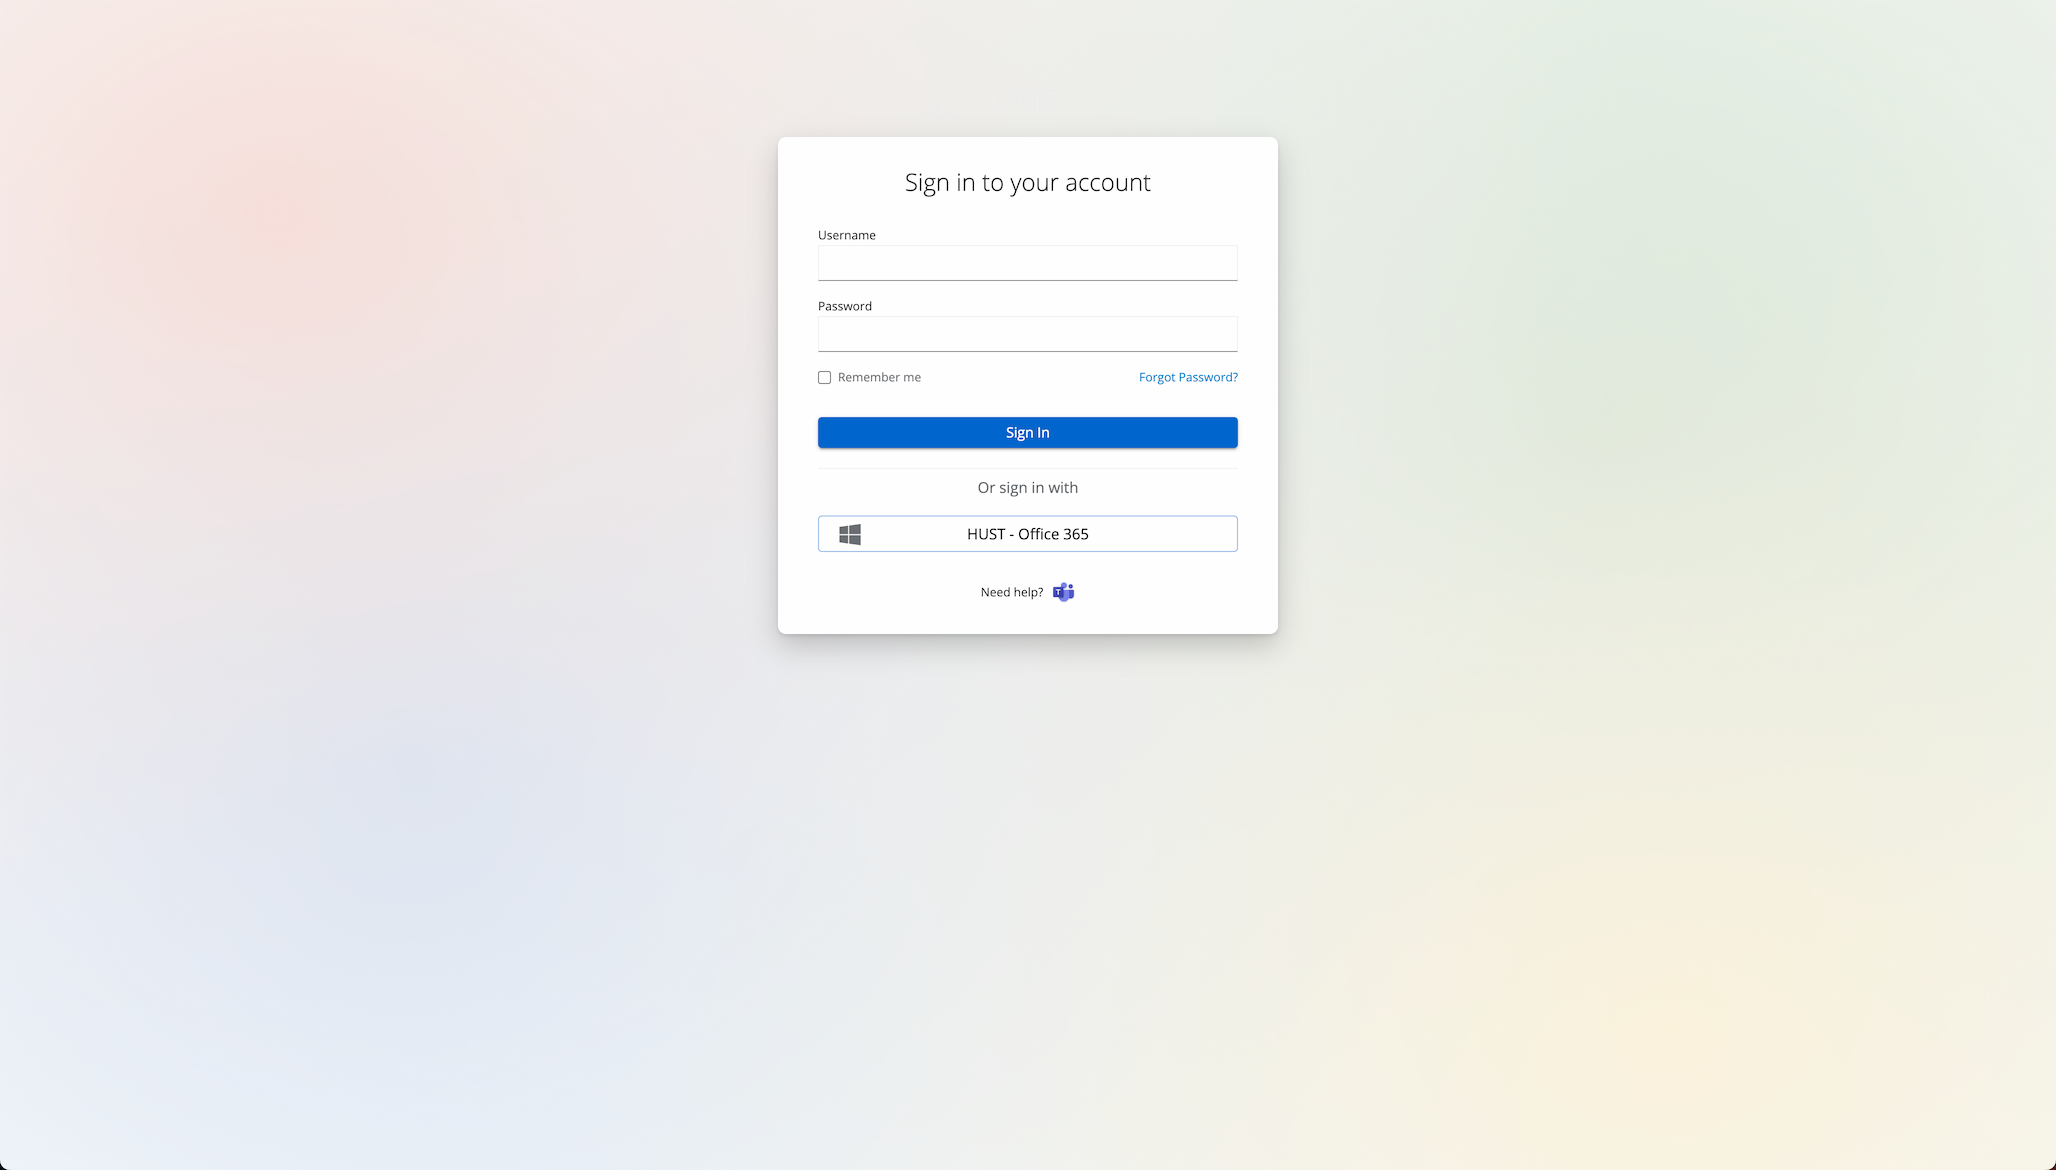 Sign in to your account
Username
Password
Remember me
Forgot Password?
Sign In
Or sign in with
HUST - Office 365
Need help?
T